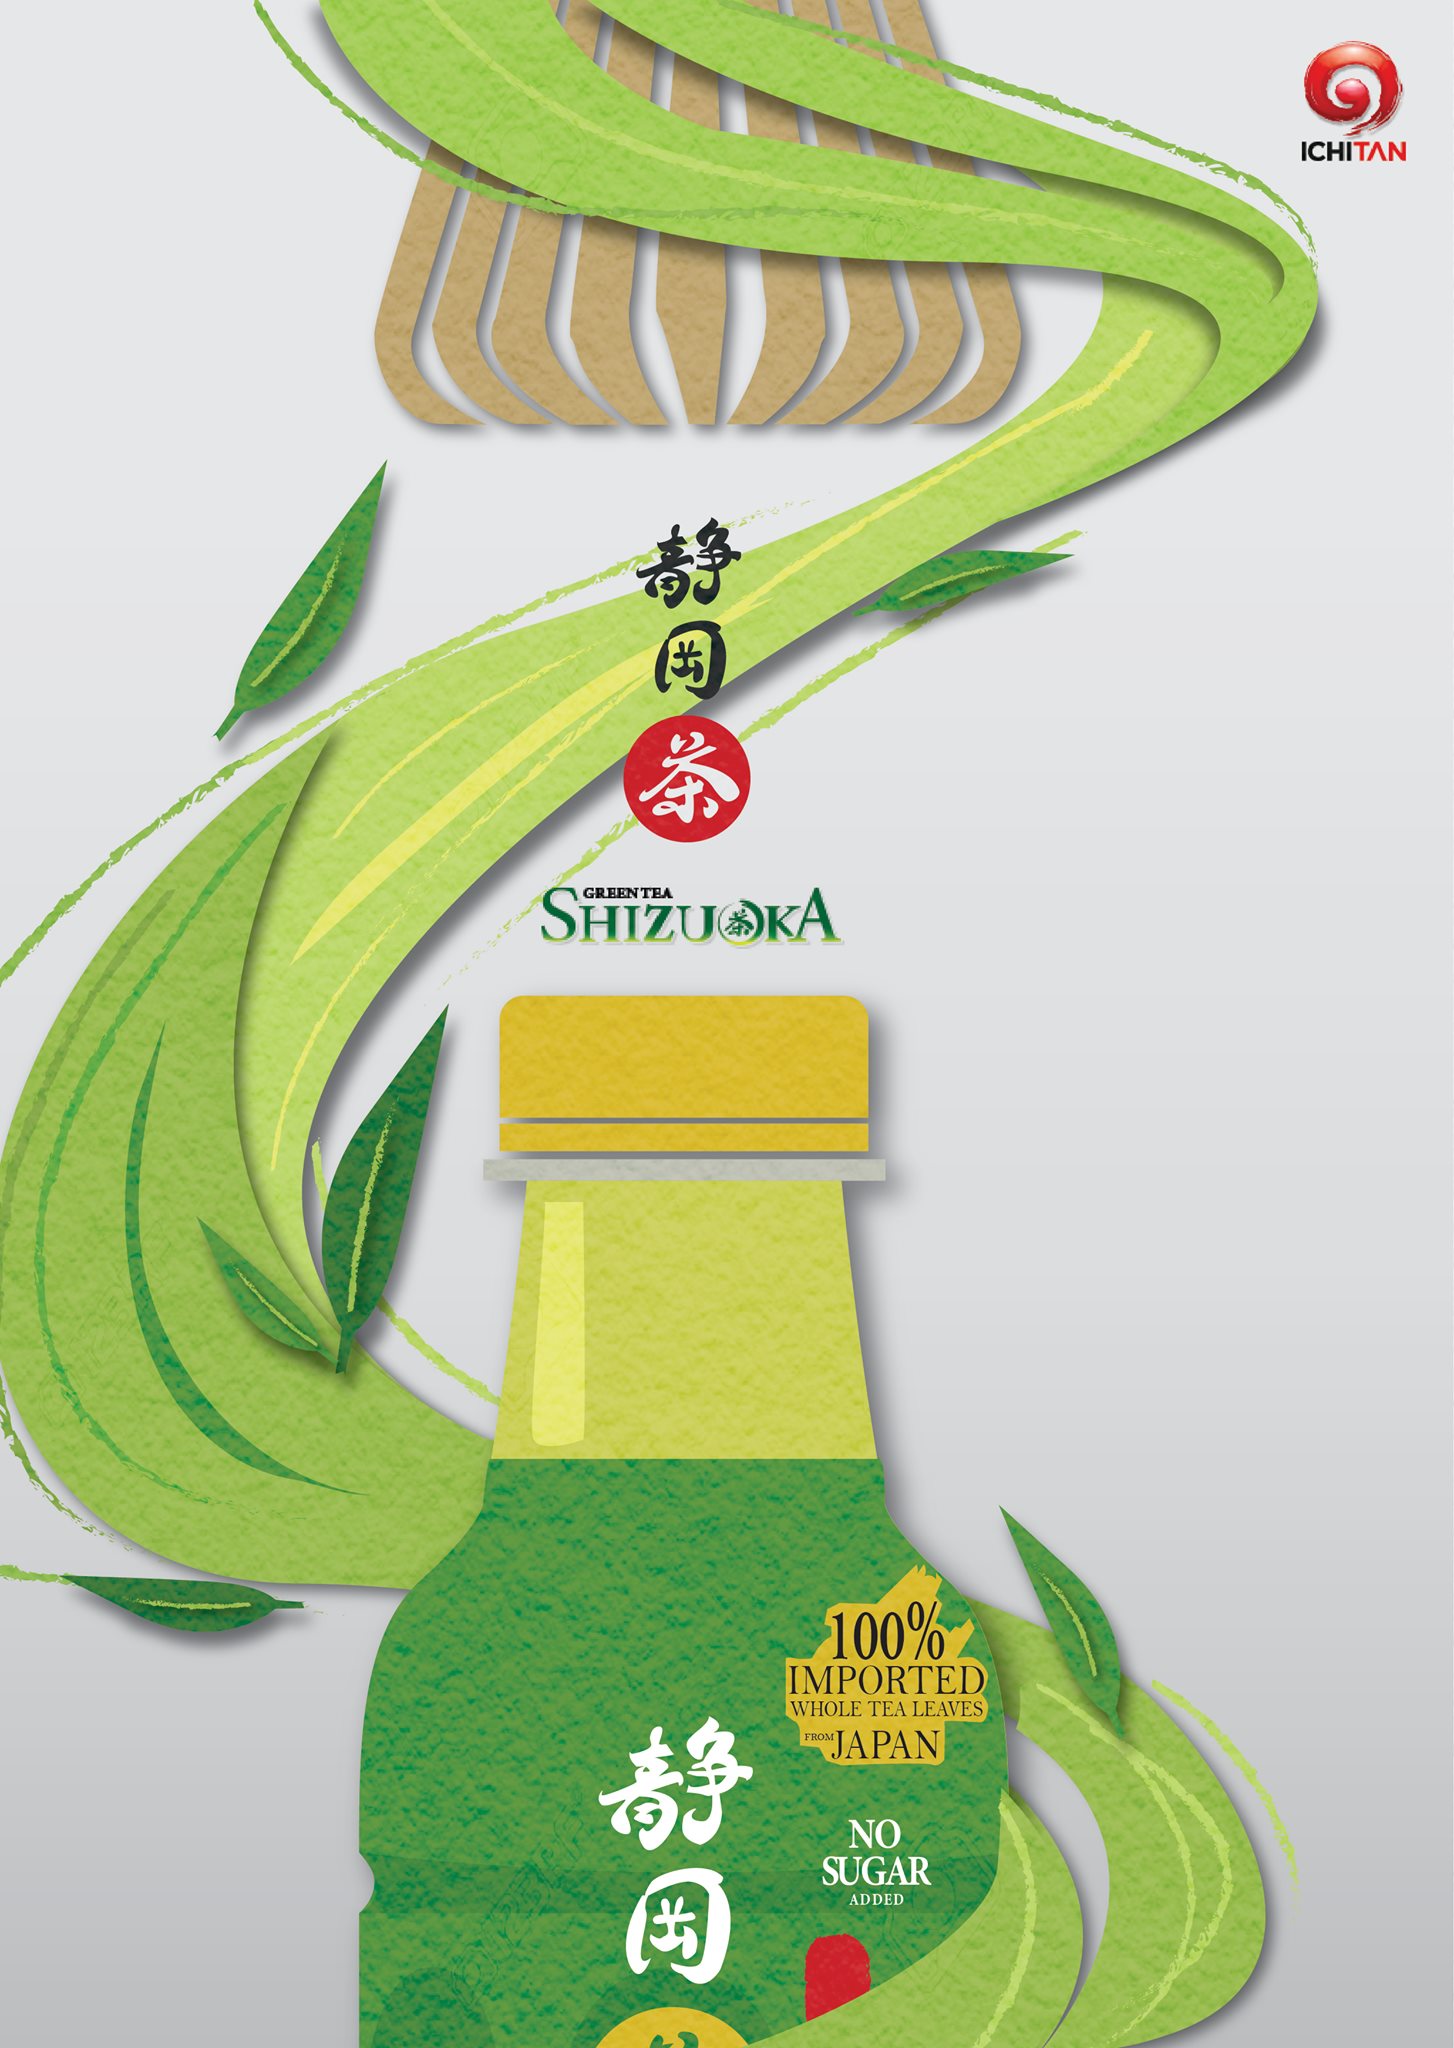 ICHITAN
静
岡
茶
GREEN TEA
SHIZUOKA
茶
100%
IMPORTED
WHOLE TEA LEAVES
FROM JAPAN
静
岡
NO
SUGAR
ADDED